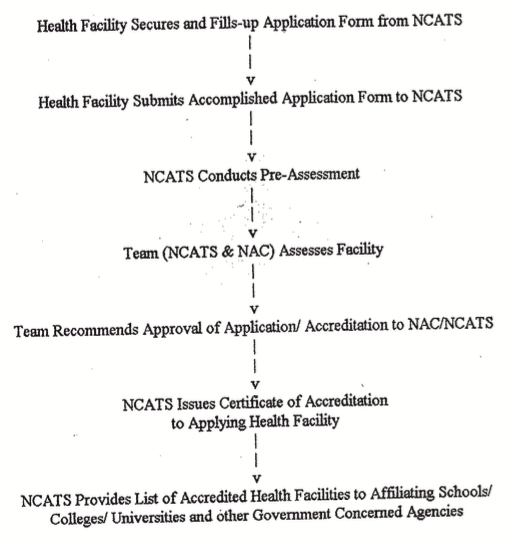 Health Facility Secures and Fills-up Application Form from NCATS
|
|
v
Health Facility Submits Accomplished Application Form to NCATS
|
|
v
NCATS Conducts Pre-Assessment
|
|
v
Team (NCATS & NAC) Assesses Facility
|
|
v
Team Recommends Approval of Application/ Accreditation to NAC/NCATS
|
|
v
NCATS Issues Certificate of Accreditation
to Applying Health Facility
|
|
v
NCATS Provides List of Accredited Health Facilities to Affiliating Schools/
Colleges/ Universities and other Government Concerned Agencies